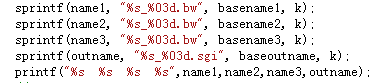 sprintf(name1, "%s_%03d.bw", basename1, k);
sprintf(name2, "%s_%03d.bw", basename2, k);
sprintf(name3, "%s_%03d.bw", basename3, k);
sprintf(outname, "%s_%03d.sgi", baseoutname, k);
printf("%s  %s  %s  %s",name1,name2,name3,outname);